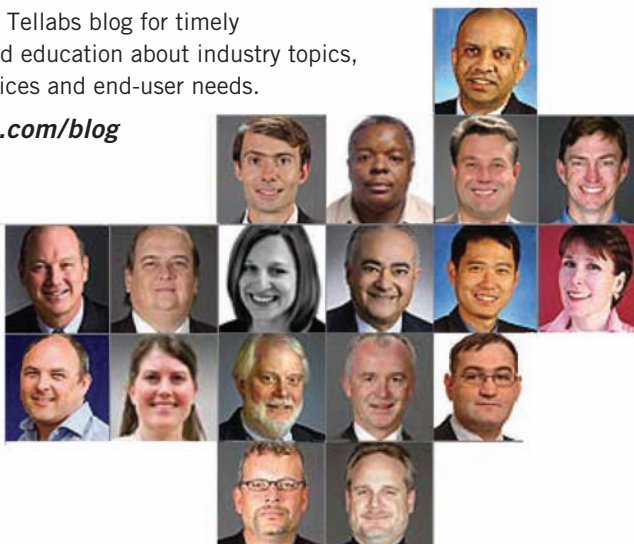 Tellabs blog for timely
d education about industry topics,
ices and end-user needs.
.com/blog